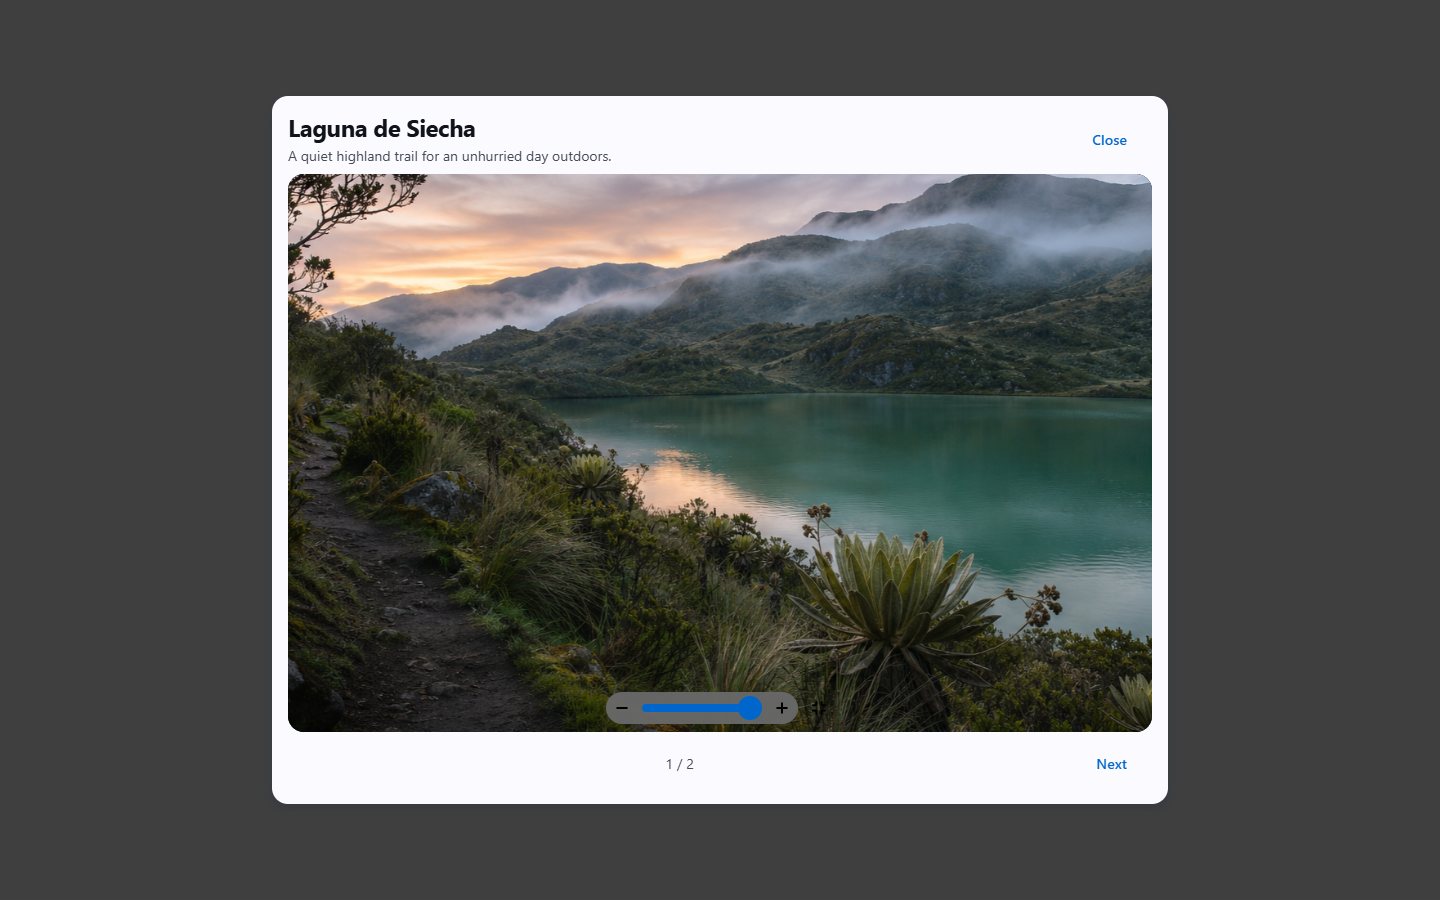 Laguna de Siecha
A quiet highland trail for an unhurried day outdoors.
Close
1 / 2
Next